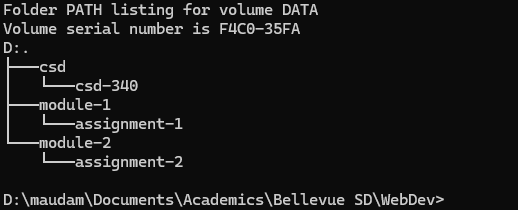 Folder PATH listing for volume DATA
Volume serial number is F4C0-35FA
D:.
├───csd
│   └───csd-340
├───module-1
│   └───assignment-1
└───module-2
    └───assignment-2

D:\maudam\Documents\Academics\Bellevue SD\WebDev>